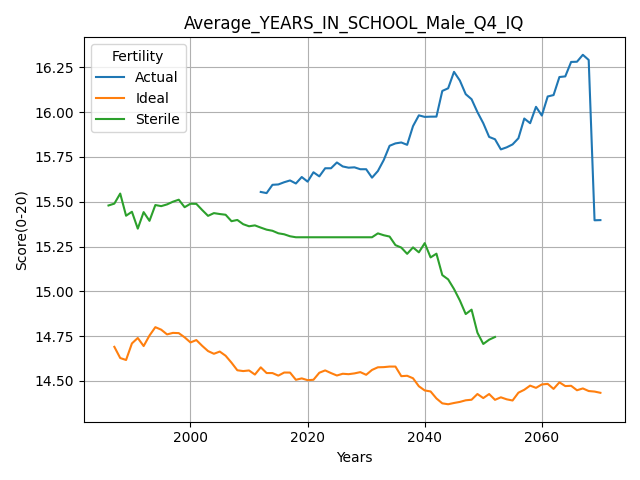 Average_YEARS_IN_SCHOOL_Male_Q4_IQ
Fertility
Actual
Ideal
Sterile
Score(0-20)
16.25
16.00
15.75
15.50
15.25
15.00
14.75
14.50
2000
2020
2040
2060
Years